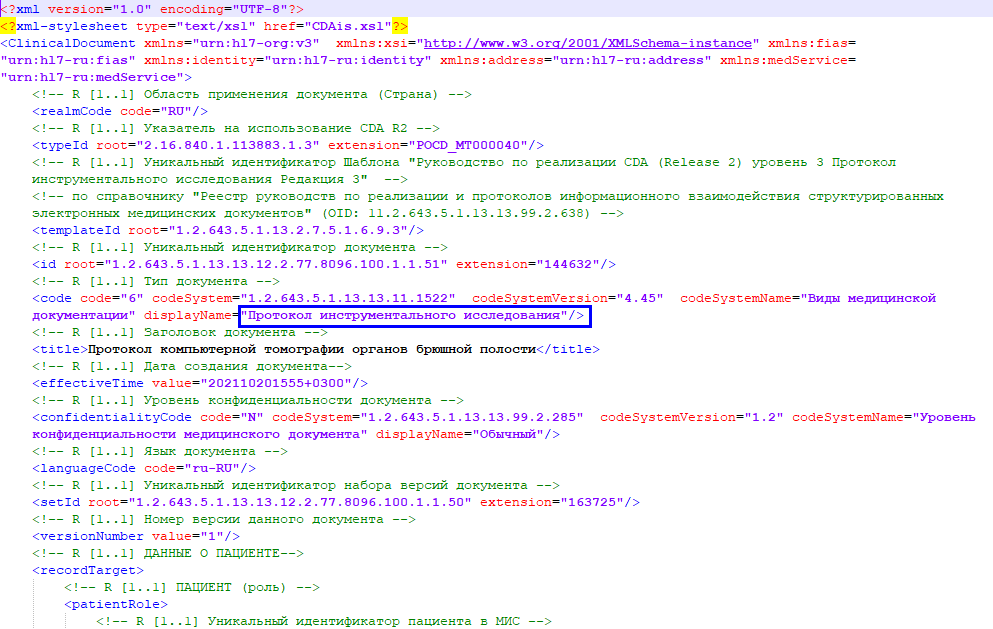 <?xml version="1.0" encoding="UTF-8"?>
<?xml-stylesheet type="text/xsl" href="CDAis.xsl"?>
<ClinicalDocument xmlns="urn:hl7-org:v3"  xmlns:xsi="http://www.w3.org/2001/XMLSchema-instance" xmlns:fias=
"urn:hl7-ru:fias" xmlns:identity="urn:hl7-ru:identity" xmlns:address="urn:hl7-ru:address" xmlns:medService=
"urn:hl7-ru:medService">
<!-- R [1..1] Область применения документа (Страна) -->
<realmCode code="RU"/>
<!-- R [1..1] Указатель на использование CDA R2 -->
<typeId root="2.16.840.1.113883.1.3" extension="POCD_MT000040"/>
<!-- R [1..1] Уникальный идентификатор Шаблона "Руководство по реализации CDA (Release 2) уровень 3 Протокол
инструментального исследования Редакция 3"  -->
<!-- по справочнику "Реестр руководств по реализации и протоколов информационного взаимодействия структурированных
электронных медицинских документов" (OID: 11.2.643.5.1.13.13.99.2.638) -->
<templateId root="1.2.643.5.1.13.2.7.5.1.6.9.3"/>
<!-- R [1..1] Уникальный идентификатор документа -->
<id root="1.2.643.5.1.13.13.12.2.77.8096.100.1.1.51" extension="144632"/>
<!-- R [1..1] Тип документа -->
<code code="6" codeSystem="1.2.643.5.1.13.13.11.1522"  codeSystemVersion="4.45"  codeSystemName="Виды медицинской
документации" displayName="Протокол инструментального исследования"/>
<!-- R [1..1] Заголовок документа -->
<title>Протокол компьютерной томографии органов брюшной полости</title>
<!-- R [1..1] Дата создания документа-->
<effectiveTime value="202110201555+0300"/>
<!-- R [1..1] Уровень конфиденциальности документа -->
<confidentialityCode code="N" codeSystem="1.2.643.5.1.13.13.99.2.285"  codeSystemVersion="1.2" codeSystemName="Уровень
конфиденциальности медицинского документа" displayName="Обычный"/>
<!-- R [1..1] Язык документа -->
<languageCode code="ru-RU"/>
<!-- R [1..1] Уникальный идентификатор набора версий документа -->
<setId root="1.2.643.5.1.13.13.12.2.77.8096.100.1.1.50" extension="163725"/>
<!-- R [1..1] Номер версии данного документа -->
<versionNumber value="1"/>
<!-- R [1..1] ДАННЫЕ О ПАЦИЕНТЕ-->
<recordTarget>
<!-- R [1..1] ПАЦИЕНТ (роль) -->
<patientRole>
<!-- R [1..1] Уникальный идентификатор пациента в МИС -->